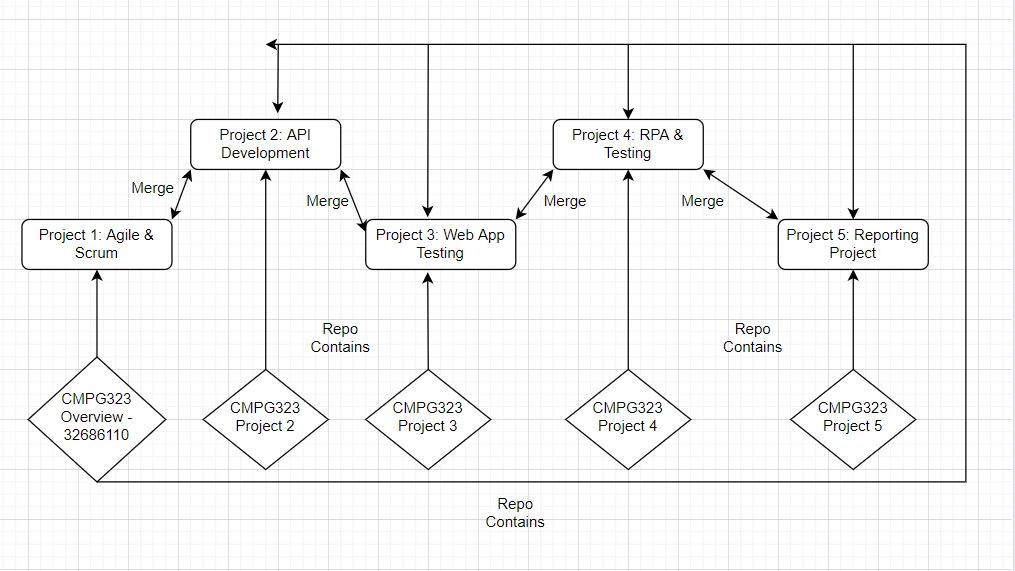 Project 2: API
Development
Project 4: RPA &
Testing
Merge
Merge
Merge
Merge
Project 1: Agile &
Scrum
Project 3: Web App
Testing
Project 5: Reporting
Project
Repo
Contains
Repo
Contains
CMPG323
Overview -
32686110
CMPG323
Project 2
CMPG323
Project 3
CMPG323
Project 4
CMPG323
Project 5
Repo
Contains